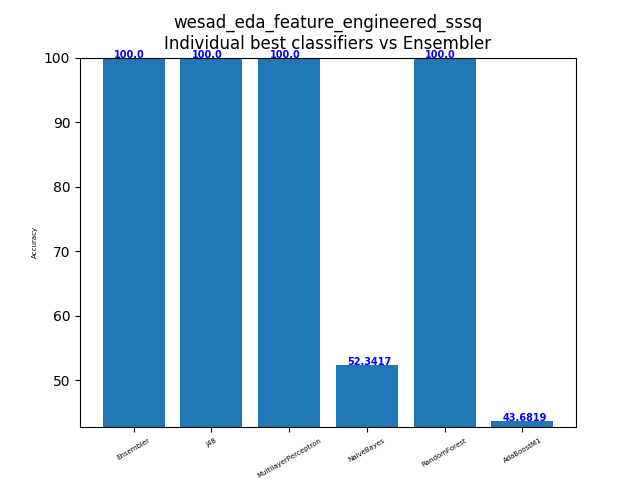 wesad_eda_feature_engineered_sssq
Individual best classifiers vs Ensembler
100.0 100.0 100.0 100.0
100
90
80
70
60
50
Accuracy
52.3417
43.6819
Ensembler J48 MultilayerPerceptron NaiveBayes RandomForest AdaBoostM1